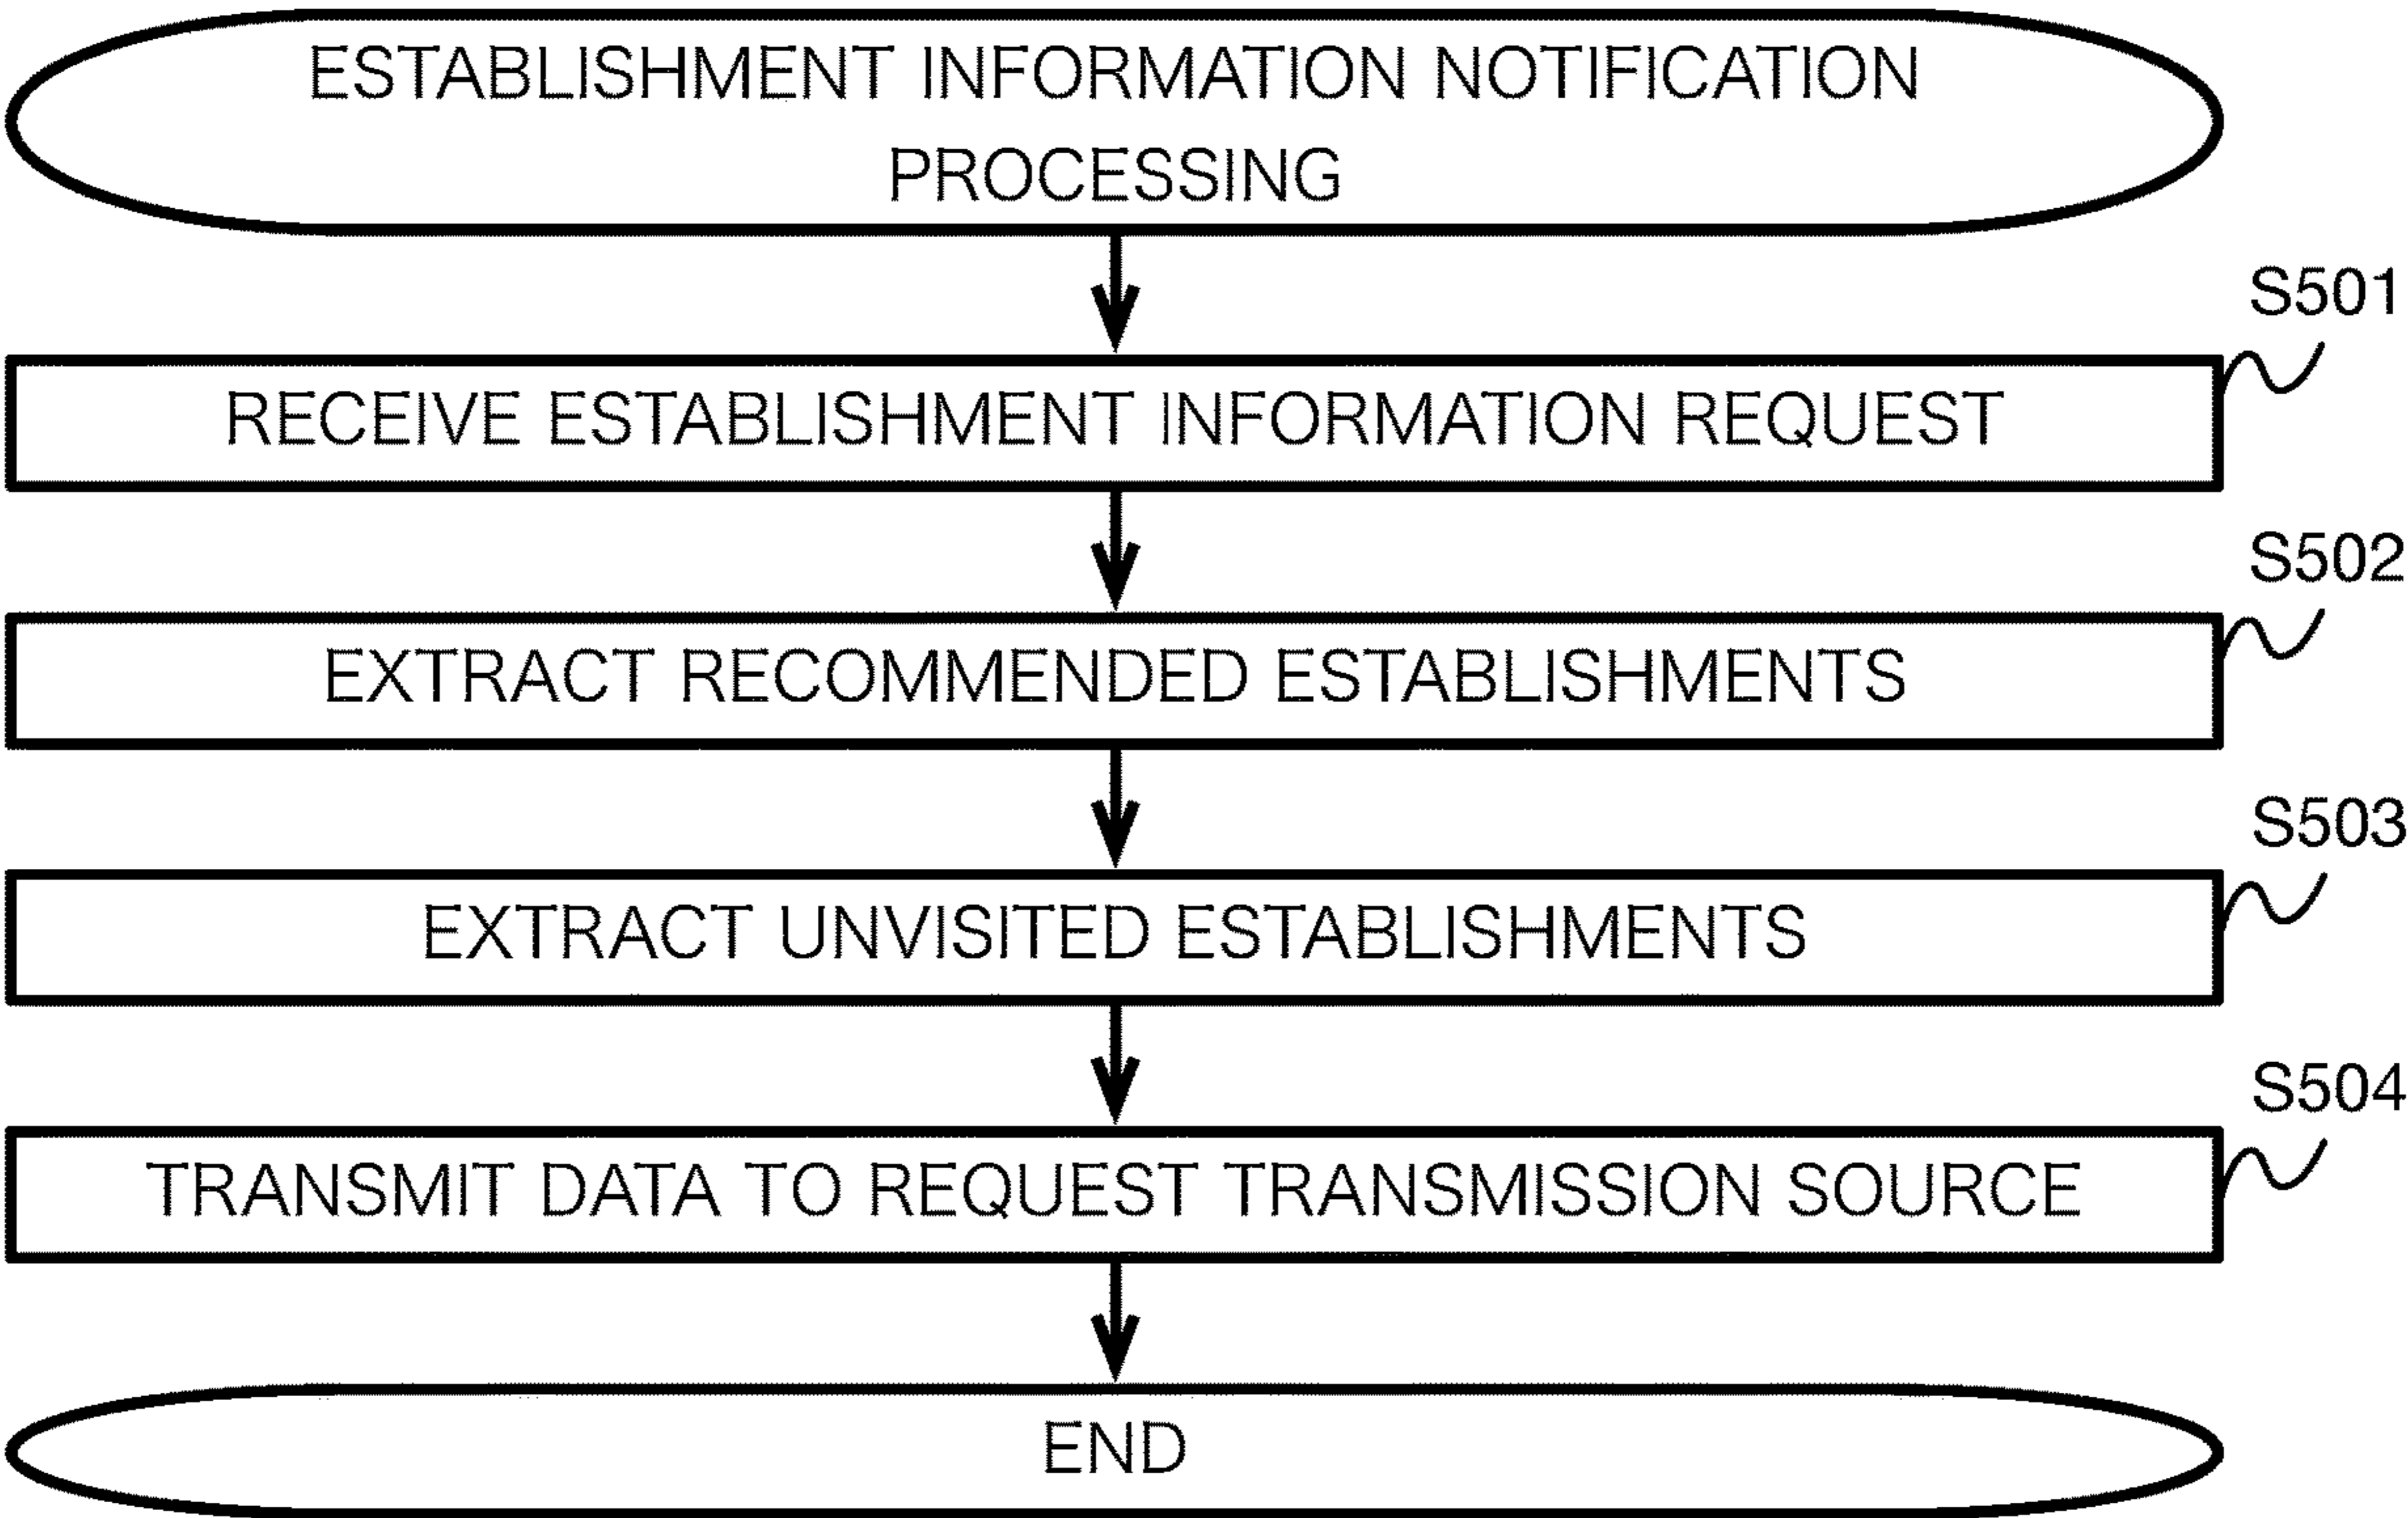 ESTABLISHMENT INFORMATION NOTIFICATION
PROCESSING
S501
RECEIVE ESTABLISHMENT INFORMATION REQUEST
S502
EXTRACT RECOMMENDED ESTABLISHMENTS
S503
EXTRACT UNVISITED ESTABLISHMENTS
S504
TRANSMIT DATA TO REQUEST TRANSMISSION SOURCE
END